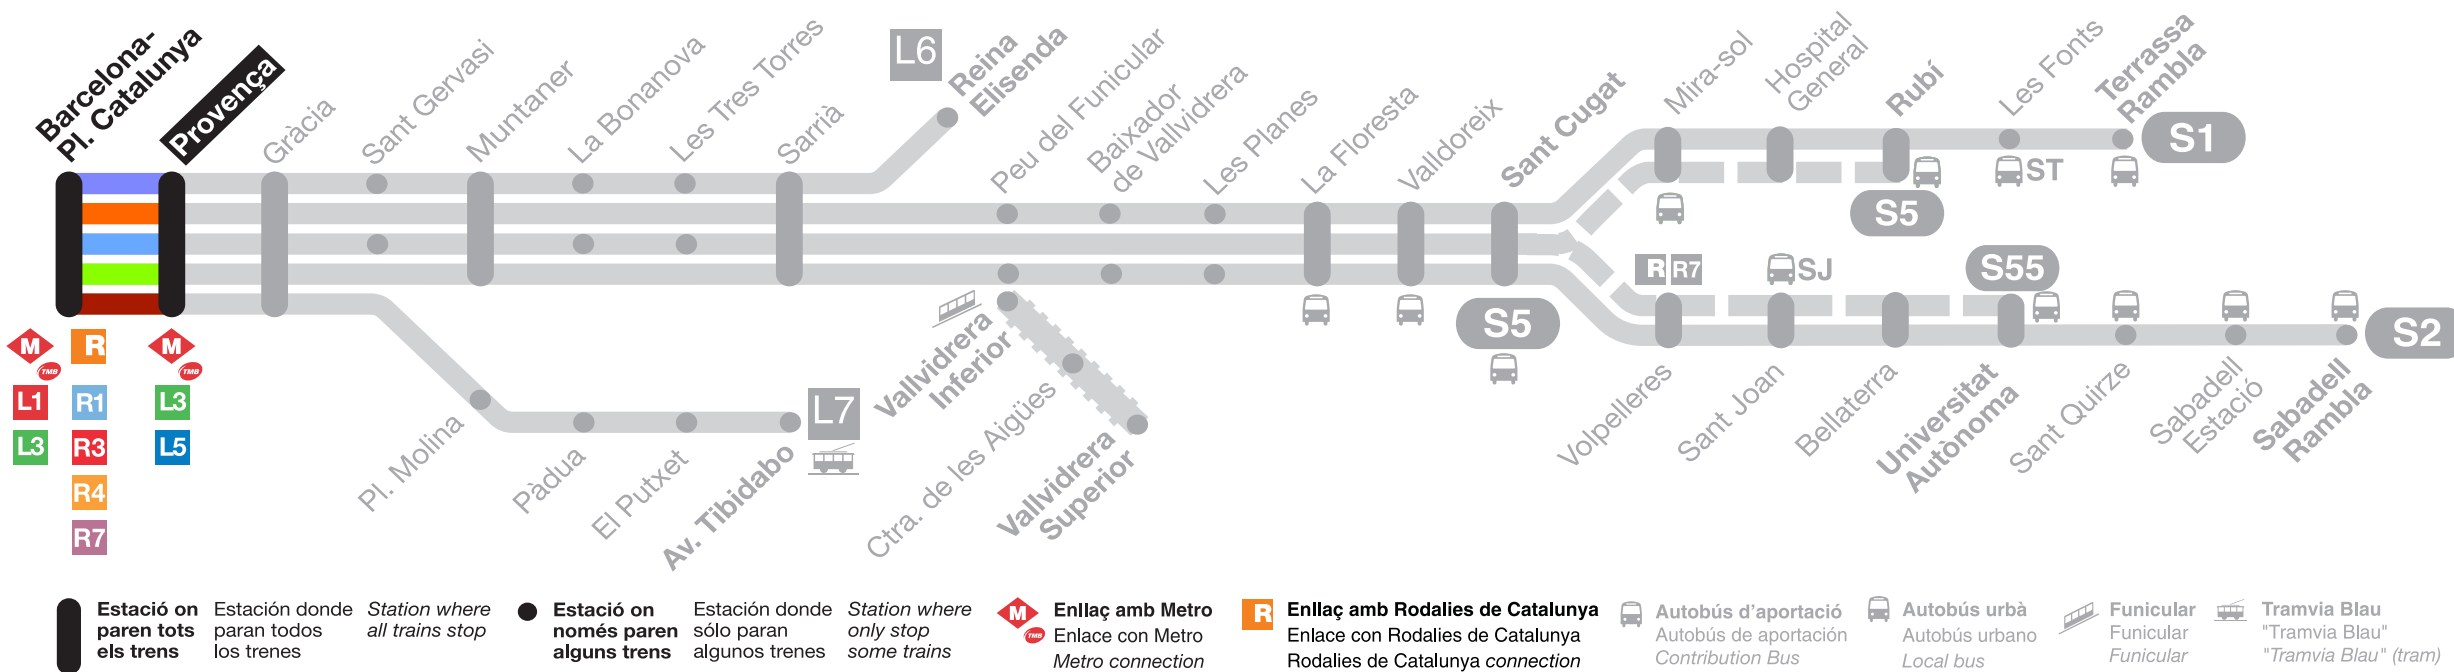 Barcelona-
Pl. Catalunya
Provença
Gràcia
Sant Gervasi
Muntaner
La Bonanova
Les Tres Torres
Sarrià
L6
Reina
Elisenda
Peu del Funicular
Baixador
de Vallvidrera
Les Planes
La Floresta
Valldoreix
Sant Cugat
Mira-sol
Hospital
General
Rubí
Les Fonts
Terrassa
Rambla
S1
ST
S5
R R7
SJ
S55
S5
S2
M
TMB
L1
L3
R
R1
R3
R4
R7
M
TMB
L3
L5
Pl. Molina
Pàdua
El Putxet
Av. Tibidabo
L7
Vallvidrera
Inferior
Ctra. de les Aigües
Vallvidrera
Superior
Volpelleres
Sant Joan
Bellaterra
Universitat
Autònoma
Sant Quirze
Sabadell
Estació
Sabadell
Rambla
Estació on
paren tots
els trens
Estación donde
paran todos
los trenes
Station where
all trains stop
Estació on
només paren
alguns trens
Estación donde
sólo paran
algunos trenes
Station where
only stop
some trains
M
TMB
Enllaç amb Metro
Enlace con Metro
Metro connection
R
Enllaç amb Rodalies de Catalunya
Enlace con Rodalies de Catalunya
Rodalies de Catalunya connection
Autobús d'aportació
Autobús de aportación
Contribution Bus
Autobús urbà
Autobús urbano
Local bus
Funicular
Funicular
Funicular
Tramvia Blau
"Tramvia Blau"
"Tramvia Blau" (tram)